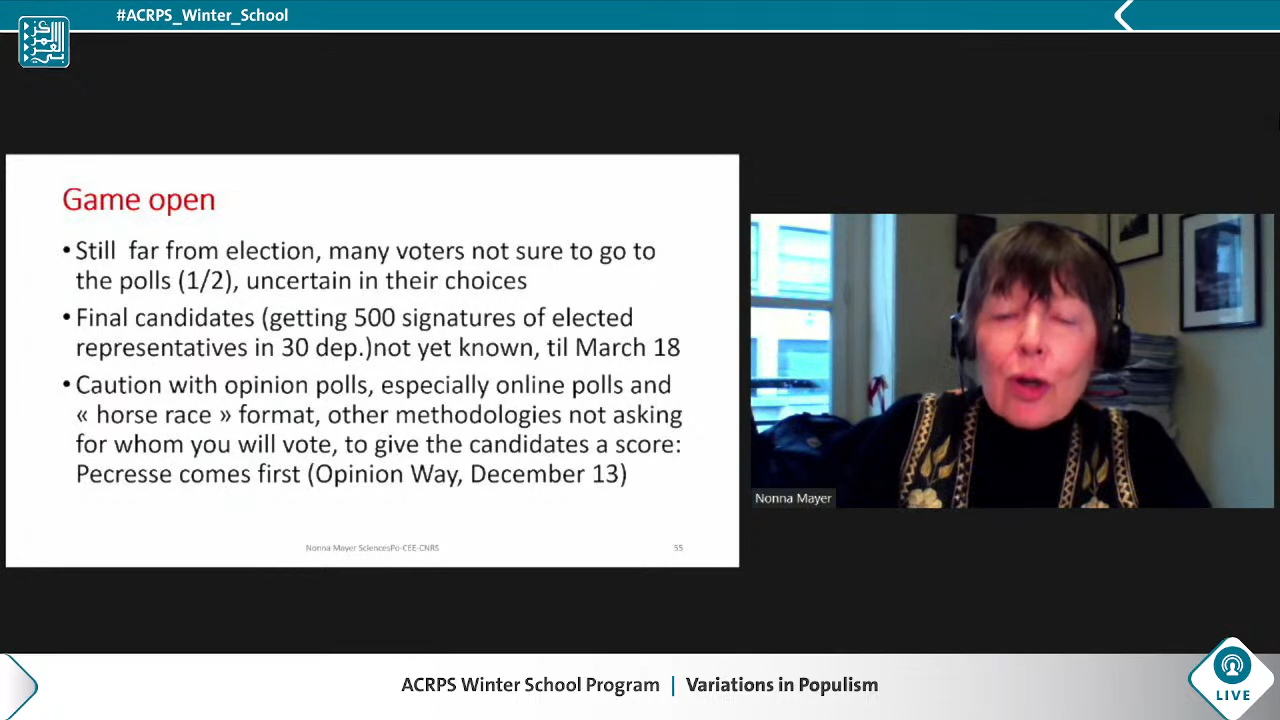 #ACRPS_Winter_School
Game open
• Still  far from election, many voters not sure to go to
the polls (1/2), uncertain in their choices
• Final candidates (getting 500 signatures of elected
representatives in 30 dep.)not yet known, til March 18
• Caution with opinion polls, especially online polls and
« horse race » format, other methodologies not asking
for whom you will vote, to give the candidates a score:
Pecresse comes first (Opinion Way, December 13)
Nonna Mayer SciencesPo-CEE-CNRS
55
Nonna Mayer
ACRPS Winter School Program | Variations in Populism
LIVE